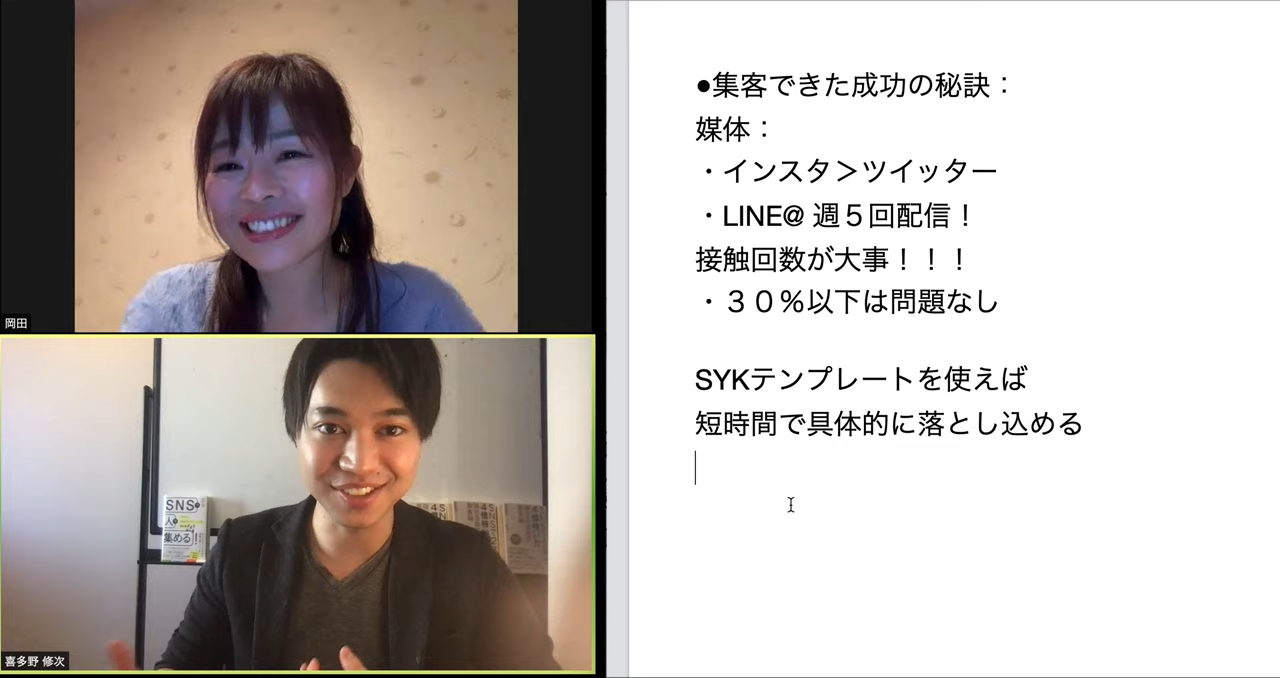 ●集客できた成功の秘訣：
媒体：
・インスタ＞ツイッター
・LINE@ 週５回配信！
接触回数が大事！！！
・３０％以下は問題なし
SYKテンプレートを使えば
短時間で具体的に落とし込める
岡田
SNS
人
集める!
喜多野 修次